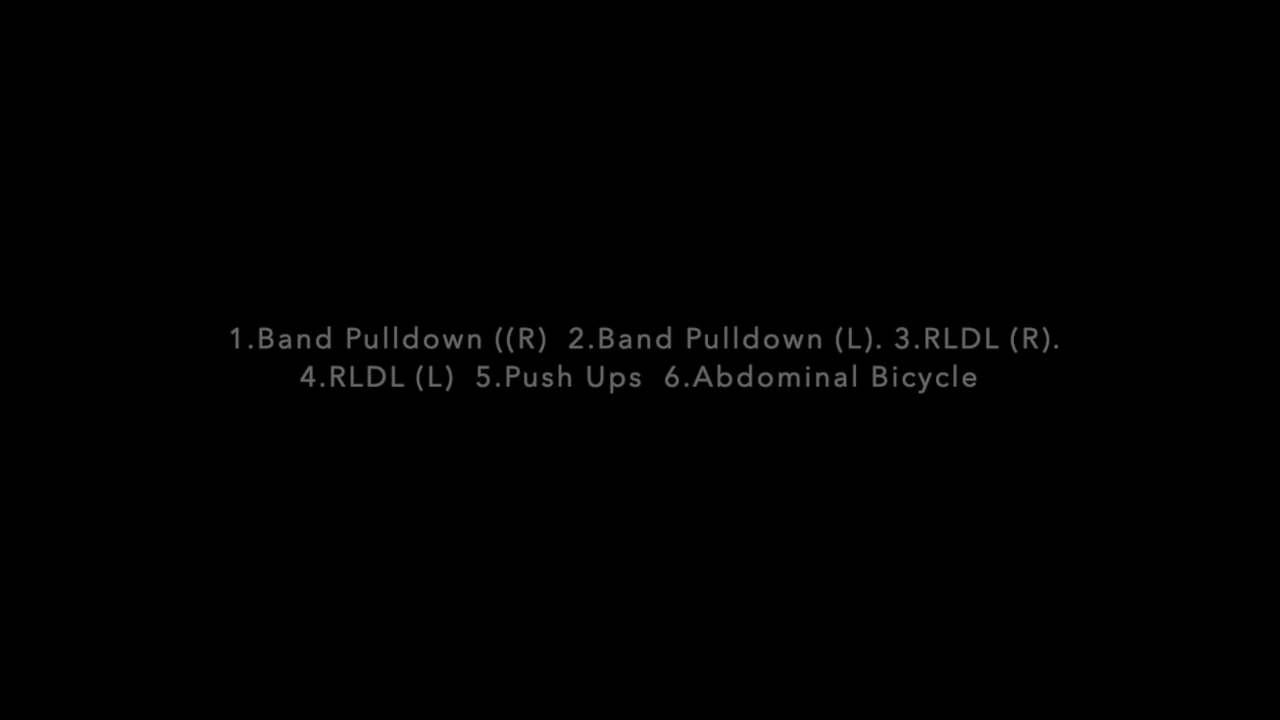 1.Band Pulldown ((R)  2.Band Pulldown (L). 3.RLDL (R).
4.RLDL (L)  5.Push Ups  6.Abdominal Bicycle